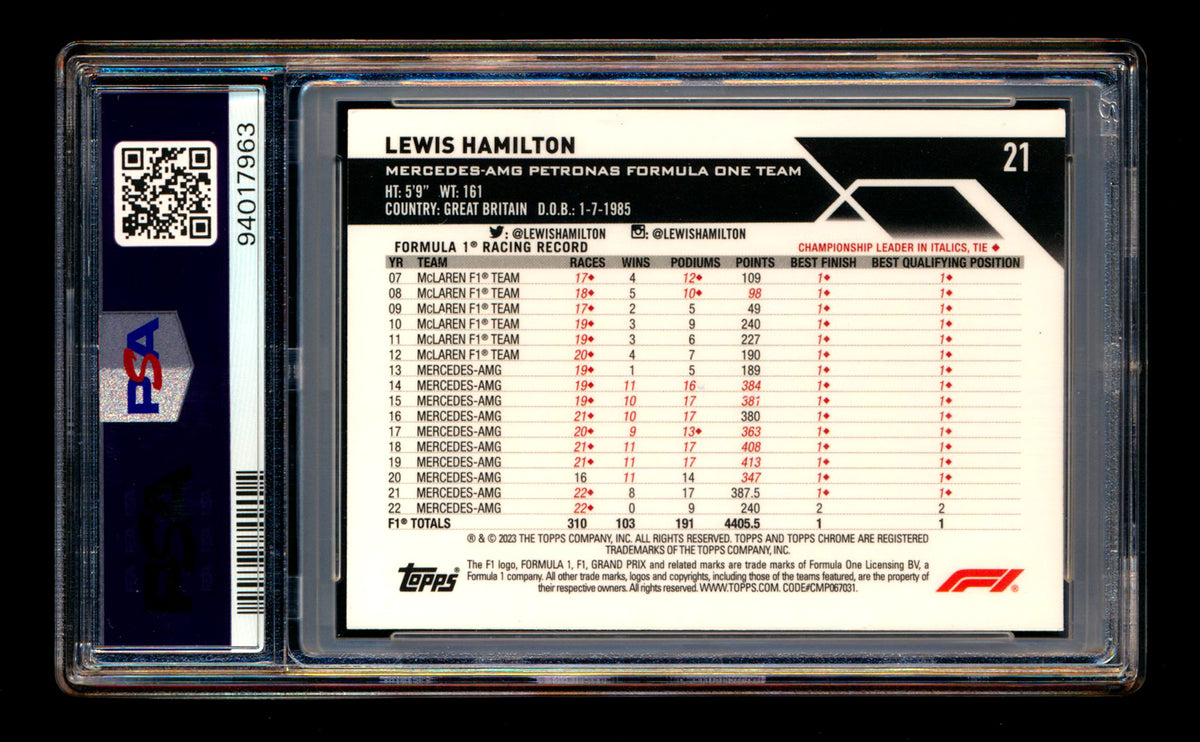 94017963
PSA
PSA
LEWIS HAMILTON
21
MERCEDES-AMG PETRONAS FORMULA ONE TEAM
HT: 5'9" WT: 161
COUNTRY: GREAT BRITAIN D.O.B.: 1-7-1985
: @LEWISHAMILTON : @LEWISHAMILTON
FORMULA 1® RACING RECORD CHAMPIONSHIP LEADER IN ITALICS, TIE ◆
YR TEAM RACES WINS PODIUMS POINTS BEST FINISH BEST QUALIFYING POSITION
07 McLAREN F1® TEAM 17◆ 4 12◆ 109 1◆ 1◆
08 McLAREN F1® TEAM 18◆ 5 10◆ 98 1◆ 1◆
09 McLAREN F1® TEAM 17◆ 2 5 49 1◆ 1◆
10 McLAREN F1® TEAM 19◆ 3 9 240 1◆ 1◆
11 McLAREN F1® TEAM 19◆ 3 6 227 1◆ 1◆
12 McLAREN F1® TEAM 20◆ 4 7 190 1◆ 1◆
13 MERCEDES-AMG 19◆ 1 5 189 1◆ 1◆
14 MERCEDES-AMG 19◆ 11 16 384 1◆ 1◆
15 MERCEDES-AMG 19◆ 10 17 381 1◆ 1◆
16 MERCEDES-AMG 21◆ 10 17 380 1◆ 1◆
17 MERCEDES-AMG 20◆ 9 13◆ 363 1◆ 1◆
18 MERCEDES-AMG 21◆ 11 17 408 1◆ 1◆
19 MERCEDES-AMG 21◆ 11 17 413 1◆ 1◆
20 MERCEDES-AMG 16 11 14 347 1◆ 1◆
21 MERCEDES-AMG 22◆ 8 17 387.5 1◆ 1◆
22 MERCEDES-AMG 22◆ 0 9 240 2 2
F1® TOTALS 310 103 191 4405.5 1 1
® & © 2023 THE TOPPS COMPANY, INC. ALL RIGHTS RESERVED. TOPPS AND TOPPS CHROME ARE REGISTERED
TRADEMARKS OF THE TOPPS COMPANY, INC.
topps®
The F1 logo, FORMULA 1, F1, GRAND PRIX and related marks are trade marks of Formula One Licensing BV, a
Formula 1 company. All other trade marks, logos and copyrights, including those of the teams featured, are the property of
their respective owners. All rights reserved. WWW.TOPPS.COM. CODE#CMP067031.
F1®